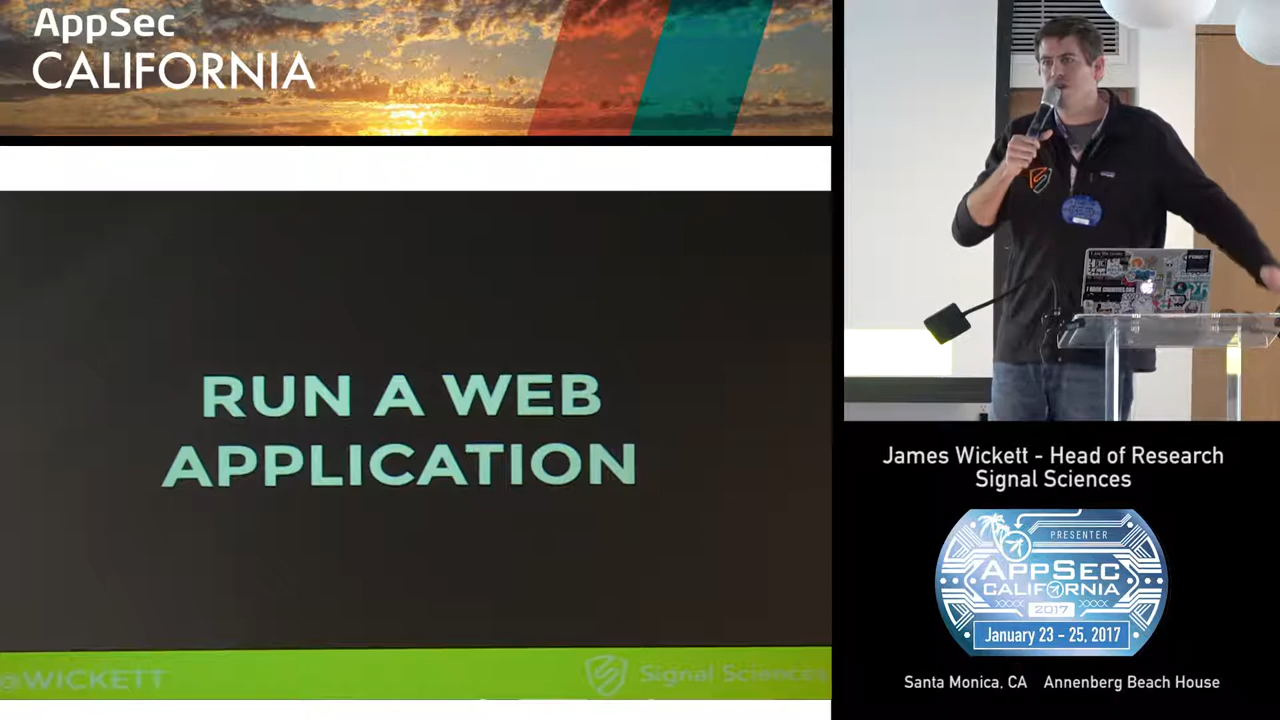 AppSec
CALIFORNIA
RUN A WEB
APPLICATION
@WICKETT
Signal Sciences
James Wickett - Head of Research
Signal Sciences
PRESENTER
APPSEC
CALIFORNIA
2017
January 23 - 25, 2017
Santa Monica, CA Annenberg Beach House